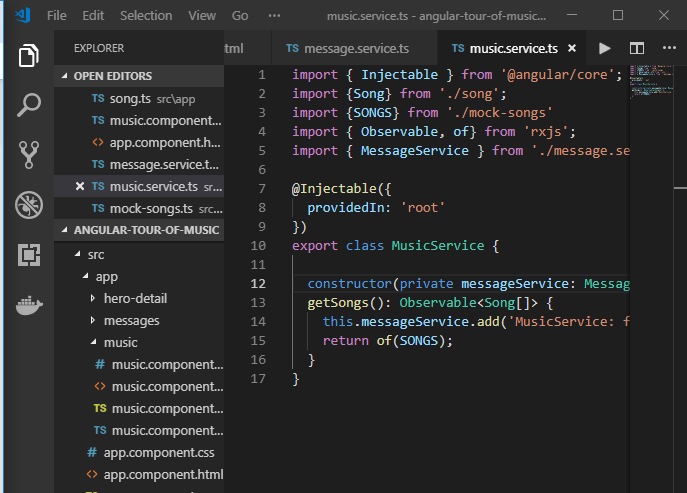 File Edit Selection View Go ... music.service.ts - angular-tour-of-music...
EXPLORER
tml TS message.service.ts TS music.service.ts
OPEN EDITORS
TS song.ts src\app
TS music.component...
<> app.component.h...
TS message.service.t...
TS music.service.ts sr...
TS mock-songs.ts src...
ANGULAR-TOUR-OF-MUSIC
src
app
hero-detail
messages
music
# music.component...
<> music.component...
TS music.component...
TS music.component...
# app.component.css
<> app.component.html
1 import { Injectable } from '@angular/core';
2 import {Song} from './song';
3 import {SONGS} from './mock-songs'
4 import { Observable, of} from 'rxjs';
5 import { MessageService } from './message.se
6
7 @Injectable({
8 providedIn: 'root'
9 })
10 export class MusicService {
11
12 constructor(private messageService: Messag
13 getSongs(): Observable<Song[]> {
14 this.messageService.add('MusicService: f
15 return of(SONGS);
16 }
17 }